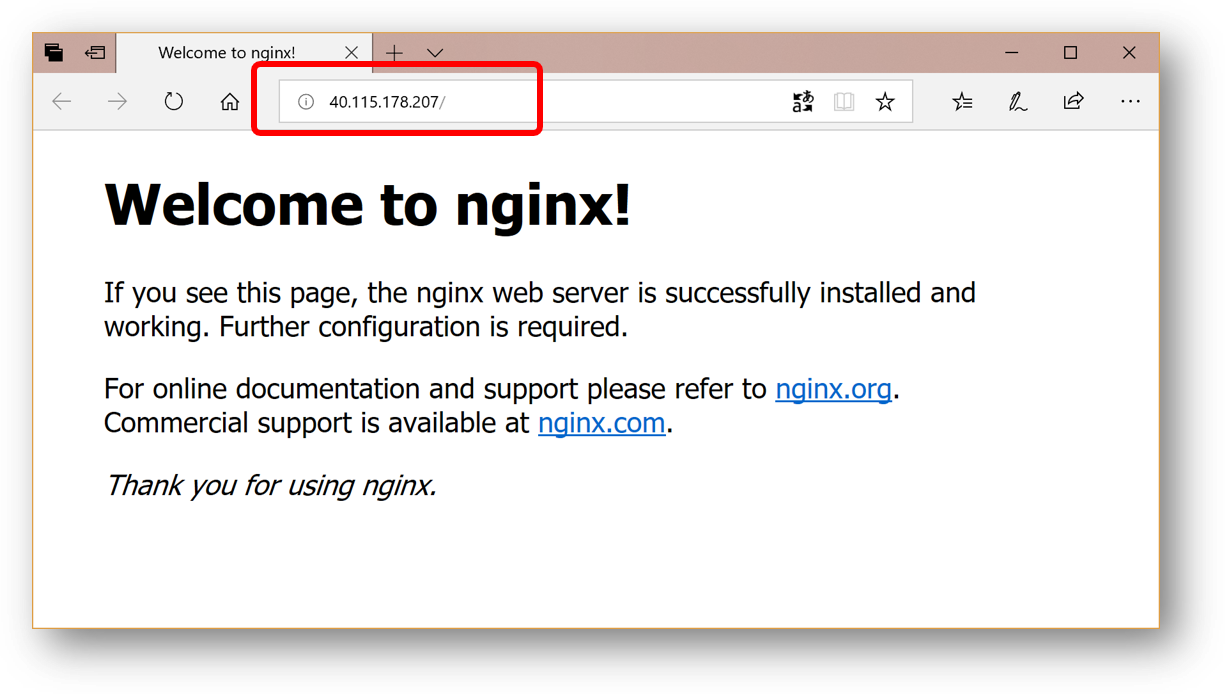 Welcome to nginx!
40.115.178.207/
Welcome to nginx!
If you see this page, the nginx web server is successfully installed and
working. Further configuration is required.
For online documentation and support please refer to nginx.org.
Commercial support is available at nginx.com.
Thank you for using nginx.